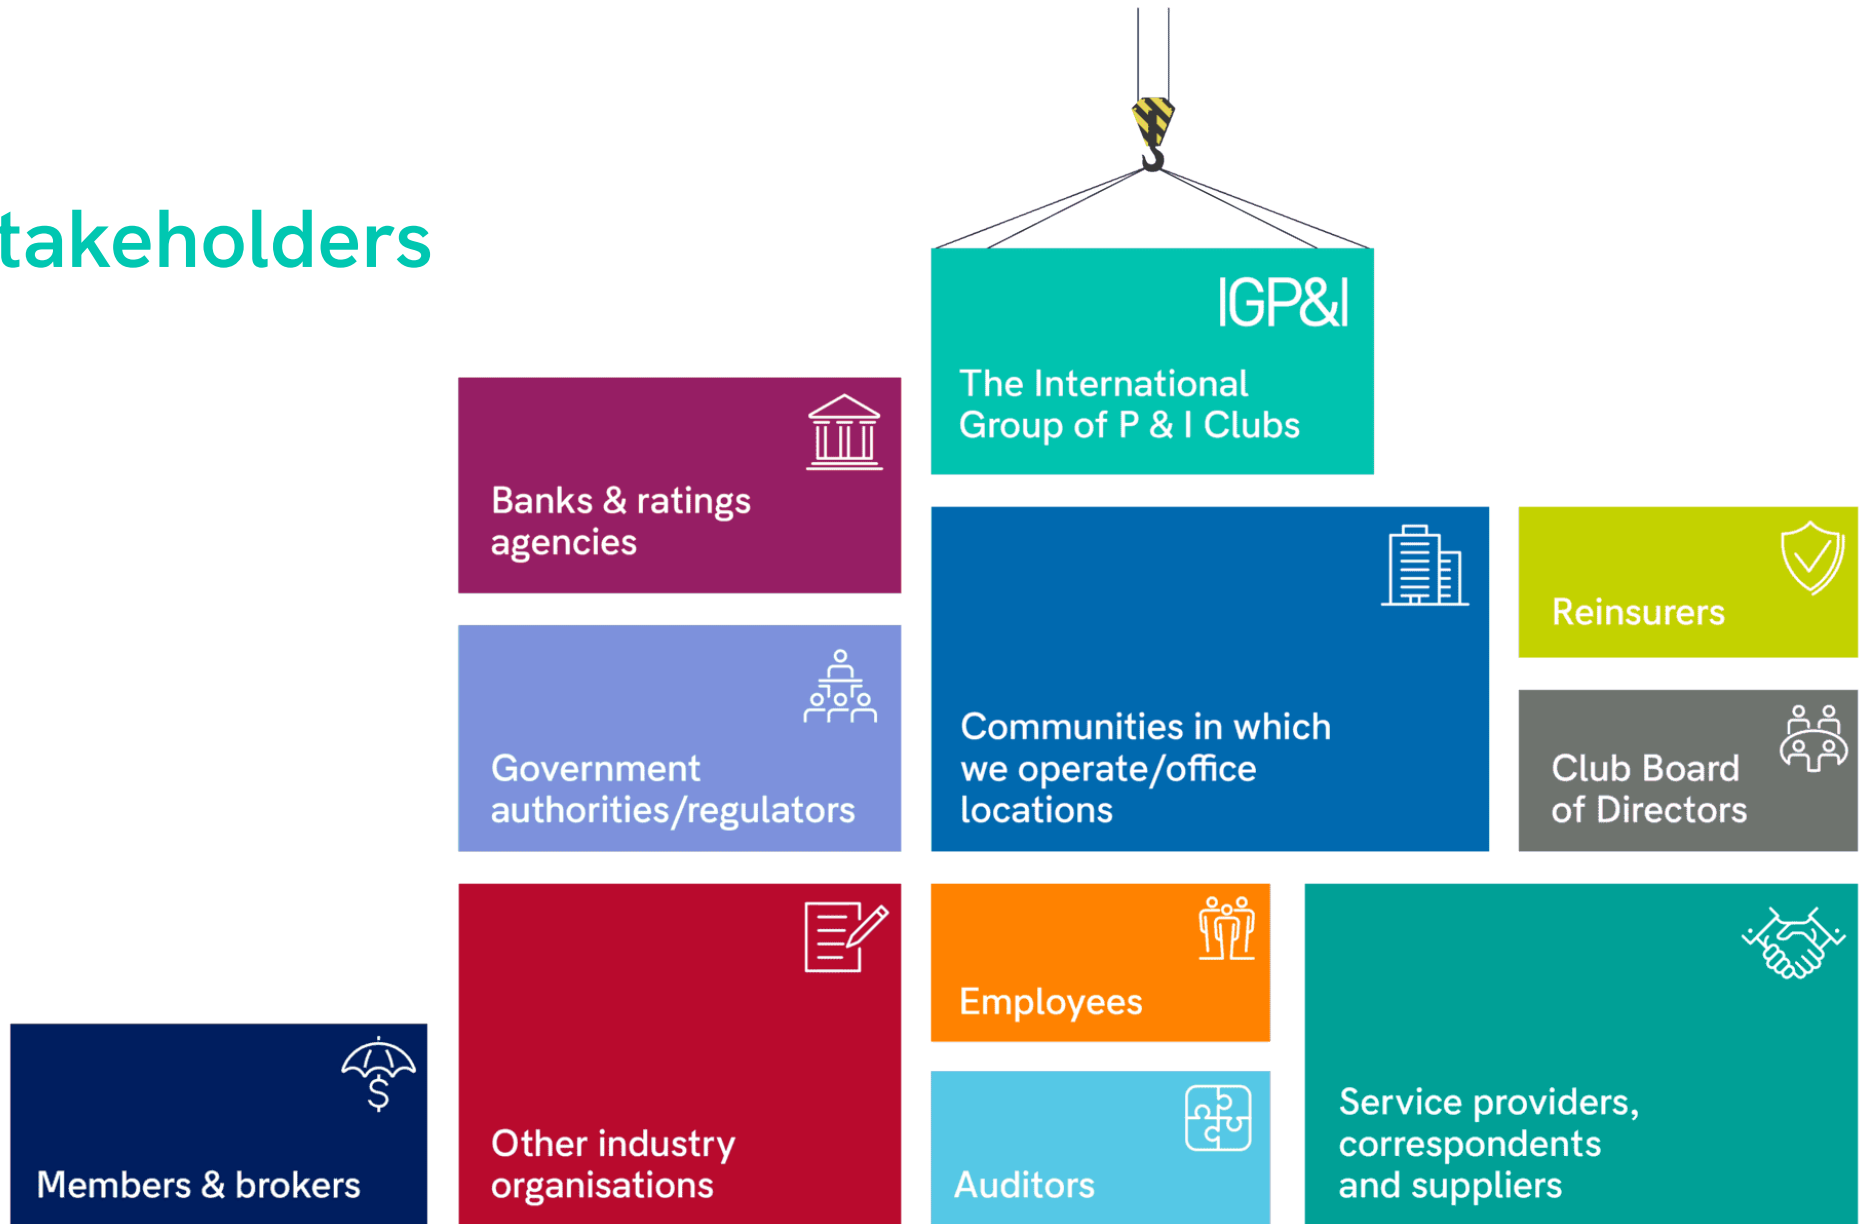 takeholders
IGP&I
The International
Group of P & I Clubs
Banks & ratings
agencies
Reinsurers
Government
authorities/regulators
Communities in which
we operate/office
locations
Club Board
of Directors
Employees
Other industry
organisations
Members & brokers
Auditors
Service providers,
correspondents
and suppliers